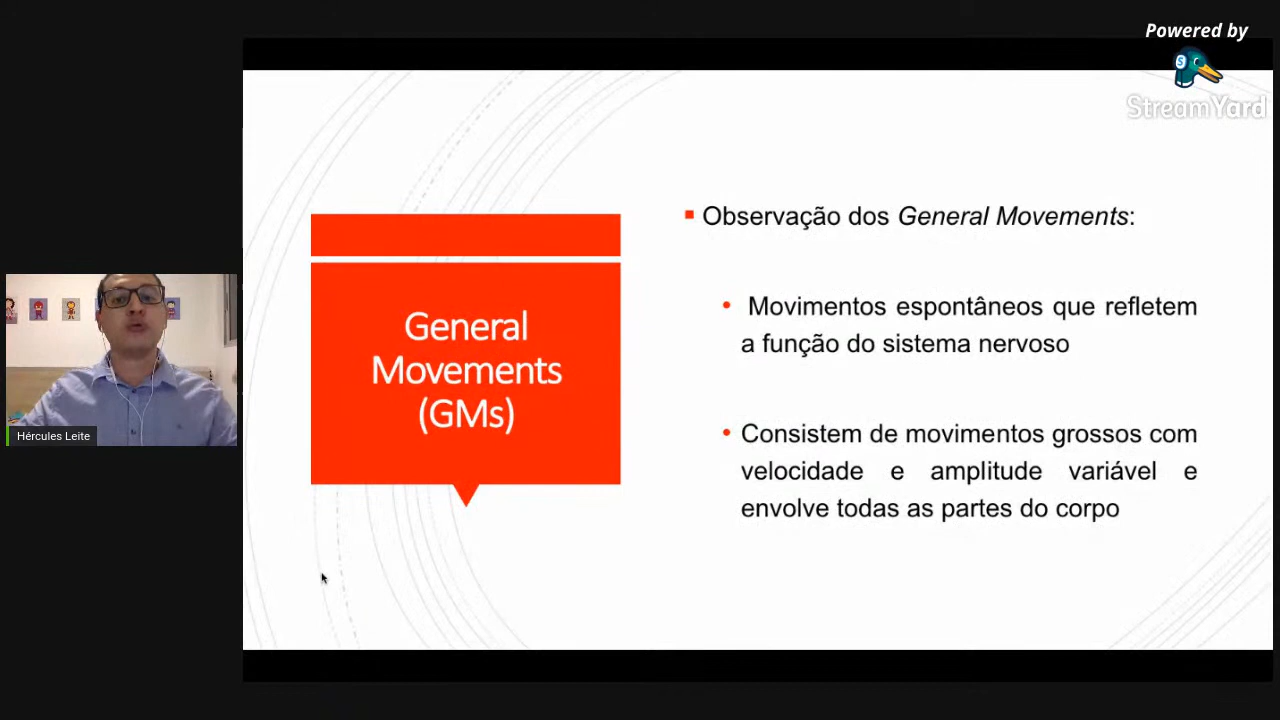 Powered by
StreamYard
Observação dos General Movements:
General
Movements
(GMs)
Movimentos espontâneos que refletem
a função do sistema nervoso
Consistem de movimentos grossos com
velocidade e amplitude variável e
envolve todas as partes do corpo
Hércules Leite